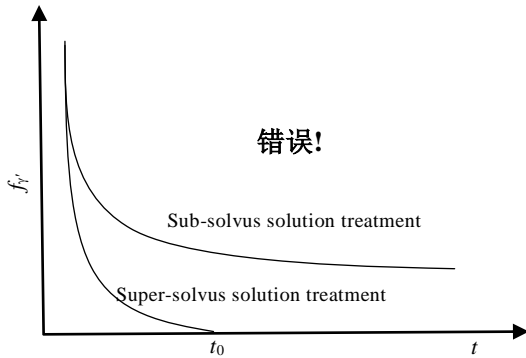 错误!
fγ'
Sub-solvus solution treatment
Super-solvus solution treatment
t0
t